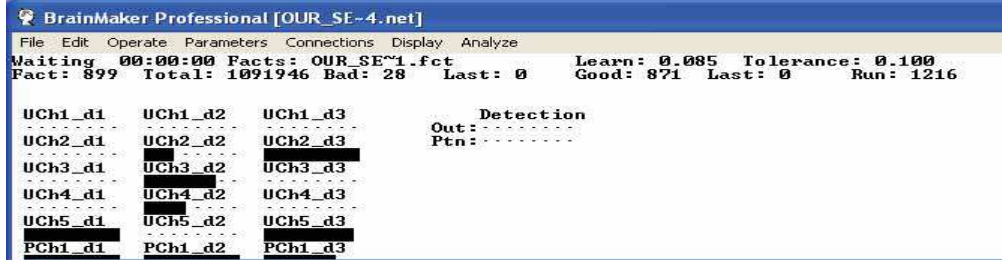 BrainMaker Professional [OUR_SE~4.net]
File Edit Operate Parameters Connections Display Analyze
Waiting 00:00:00 Facts: OUR_SE~1.fct Learn: 0.085 Tolerance: 0.100
Fact: 899 Total: 1091946 Bad: 28 Last: 0 Good: 871 Last: 0 Run: 1216
UCh1_d1 UCh1_d2 UCh1_d3 Detection
Out:
UCh2_d1 UCh2_d2 UCh2_d3 Ptn:
UCh3_d1 UCh3_d2 UCh3_d3
UCh4_d1 UCh4_d2 UCh4_d3
UCh5_d1 UCh5_d2 UCh5_d3
PCh1_d1 PCh1_d2 PCh1_d3